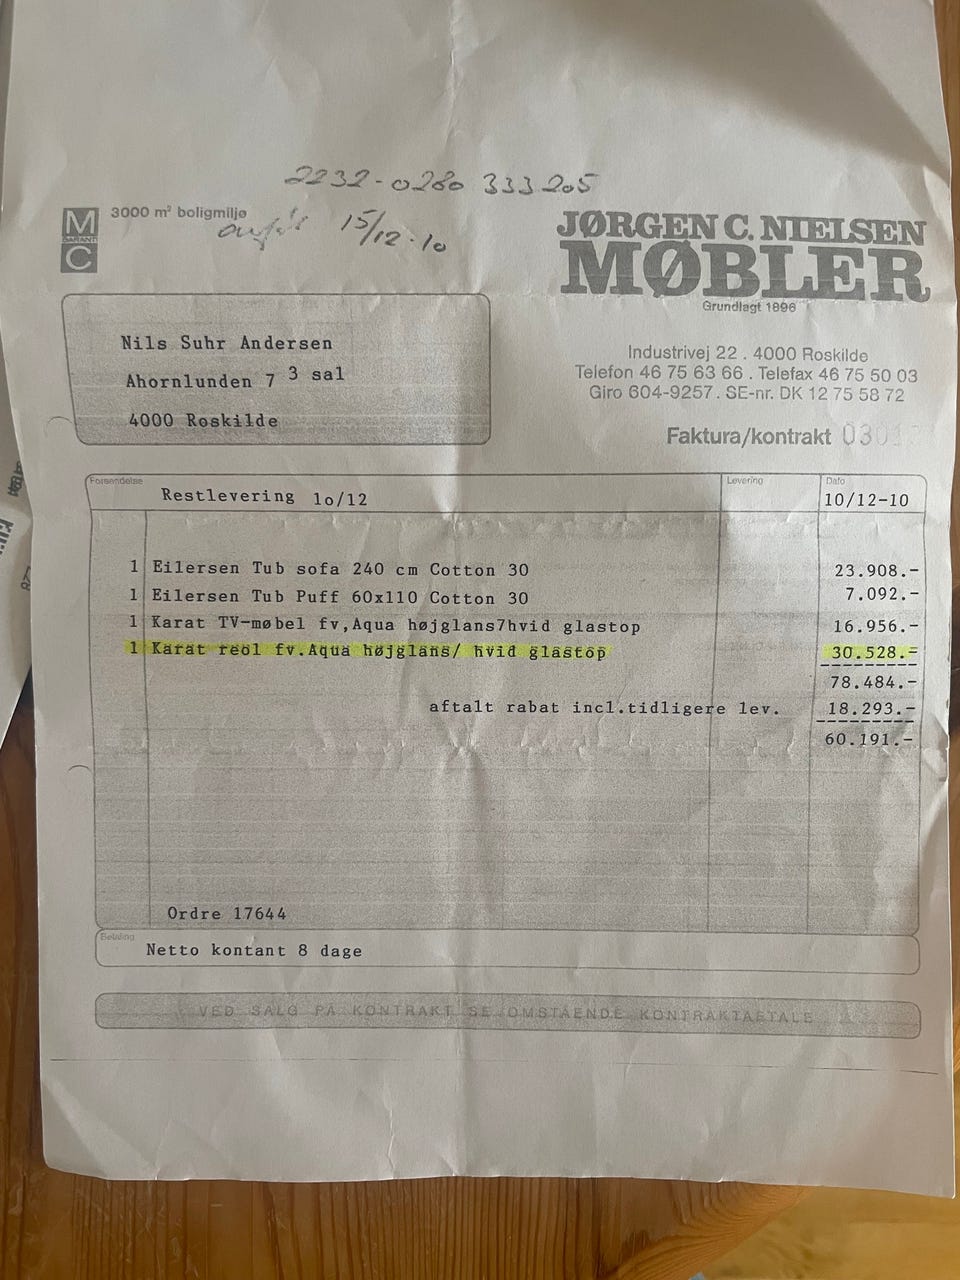 2232-0280 333205
M
GARANTI
C
3000 m² boligmiljø
15/12-10
JØRGEN C. NIELSEN
MØBLER
Grundlagt 1896
Nils Suhr Andersen
Ahornlunden 7 3 sal
4000 Roskilde
Industrivej 22 . 4000 Roskilde
Telefon 46 75 63 66 . Telefax 46 75 50 03
Giro 604-9257 . SE-nr. DK 12 75 58 72
Faktura/kontrakt
Forsendelse Levering Dato
Restlevering 1o/12 10/12-10
1 Eilersen Tub sofa 240 cm Cotton 30 23.908.-
1 Eilersen Tub Puff 60x110 Cotton 30 7.092.-
1 Karat TV-møbel fv,Aqua højglans7hvid glastop 16.956.-
1 Karat reol fv.Aqua højglans/ hvid glastop 30.528.-
78.484.-
aftalt rabat incl.tidligere lev. 18.293.-
60.191.-
Ordre 17644
Betaling
Netto kontant 8 dage
VED SALG PÅ KONTRAKT SE OMSTÅENDE KONTRAKTAFTALE